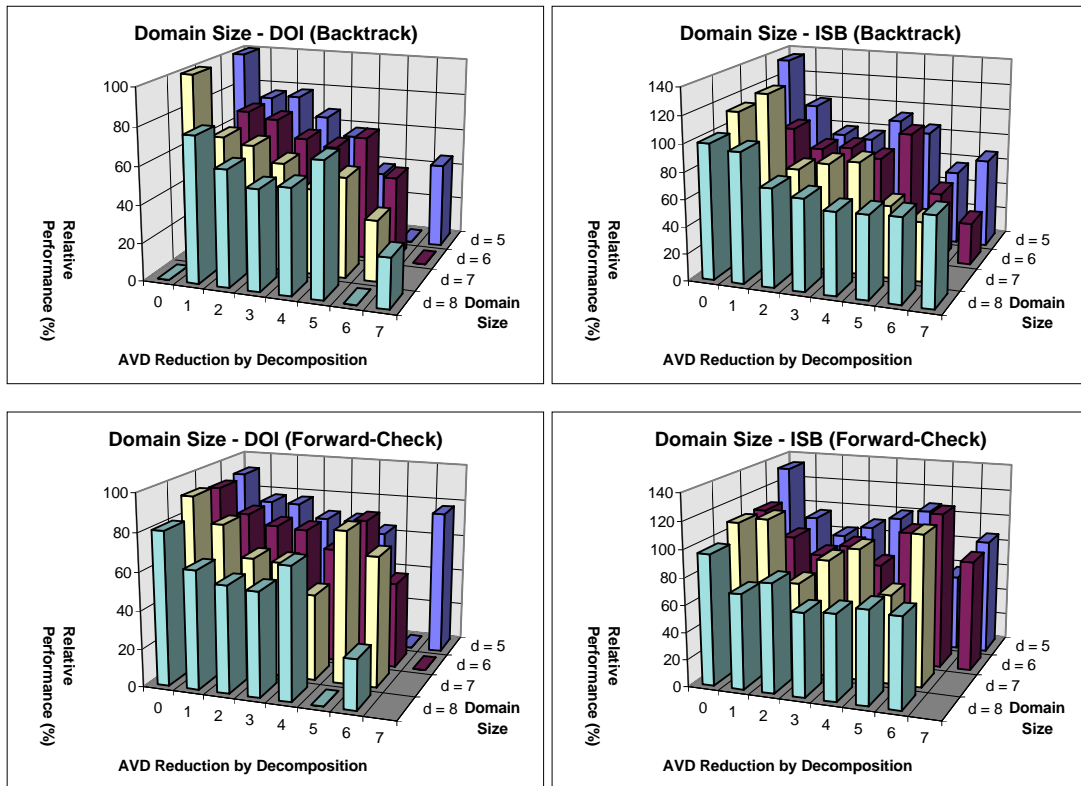 Domain Size - DOI (Backtrack)
100
80
60
40
20
0
Relative
Performance (%)
0 1 2 3 4 5 6 7
d = 5
d = 6
d = 7
d = 8
Domain
Size
AVD Reduction by Decomposition
Domain Size - ISB (Backtrack)
140
120
100
80
60
40
20
0
Relative
Performance (%)
0 1 2 3 4 5 6 7
d = 5
d = 6
d = 7
d = 8
Domain
Size
AVD Reduction by Decomposition
Domain Size - DOI (Forward-Check)
100
80
60
40
20
0
Relative
Performance (%)
0 1 2 3 4 5 6 7
d = 5
d = 6
d = 7
d = 8
Domain
Size
AVD Reduction by Decomposition
Domain Size - ISB (Forward-Check)
140
120
100
80
60
40
20
0
Relative
Performance (%)
0 1 2 3 4 5 6 7
d = 5
d = 6
d = 7
d = 8
Domain
Size
AVD Reduction by Decomposition